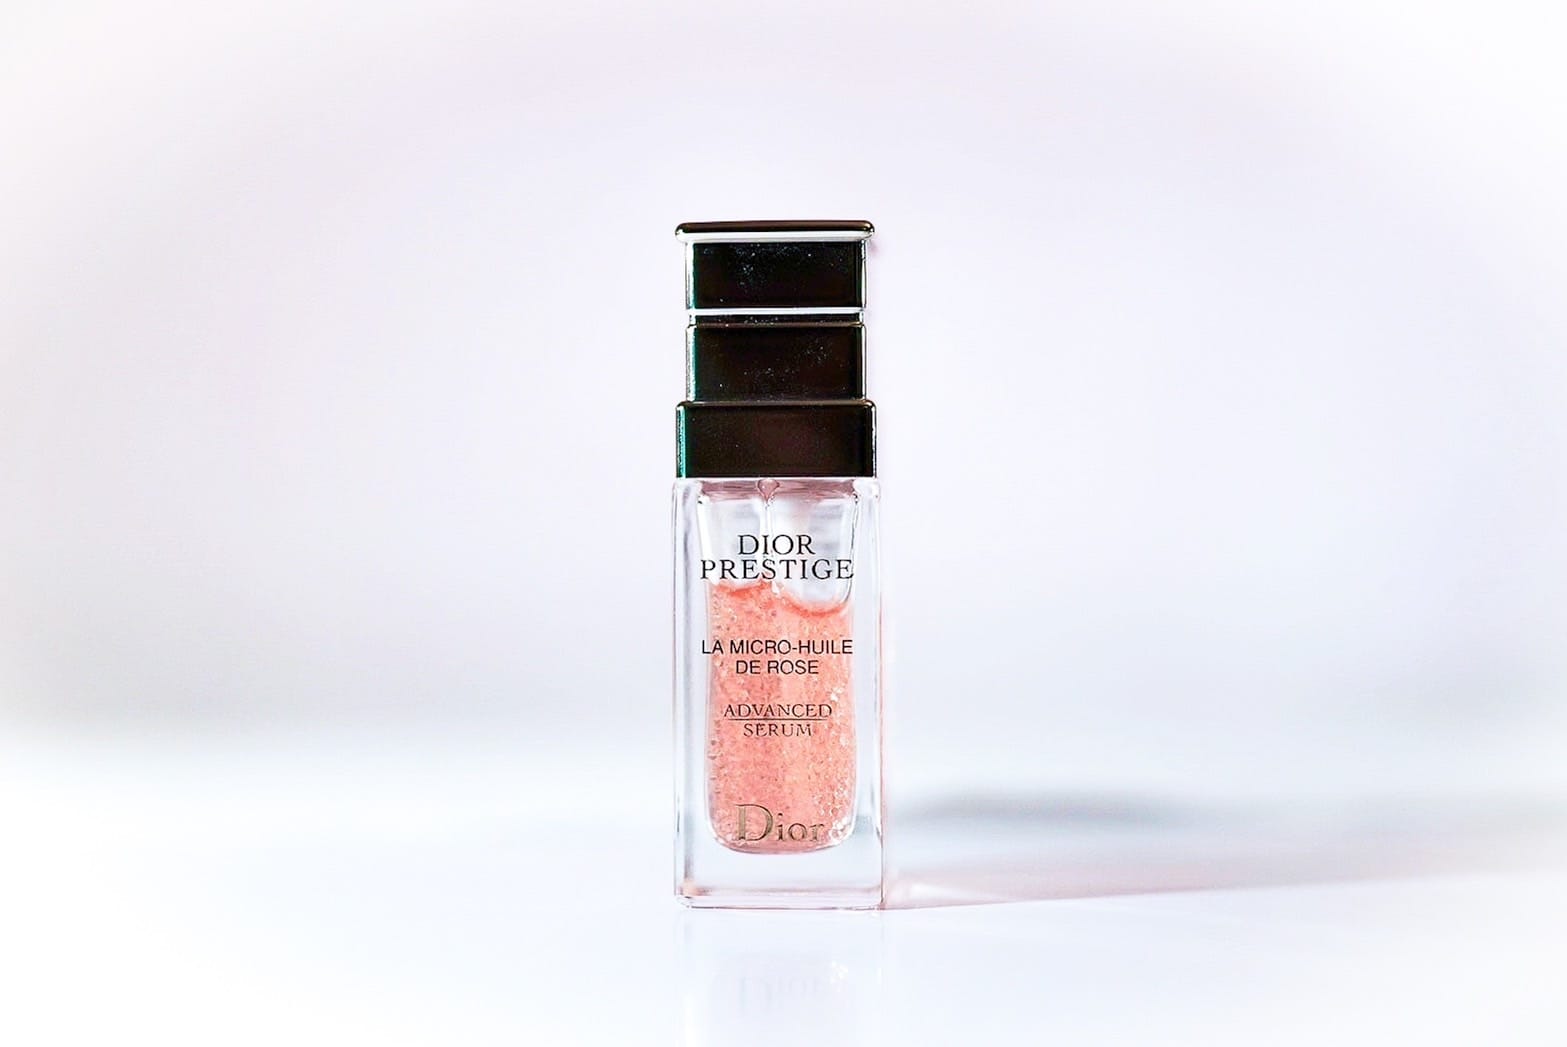 DIOR
PRESTIGE
LA MICRO-HUILE
DE ROSE
ADVANCED
SERUM
Dior